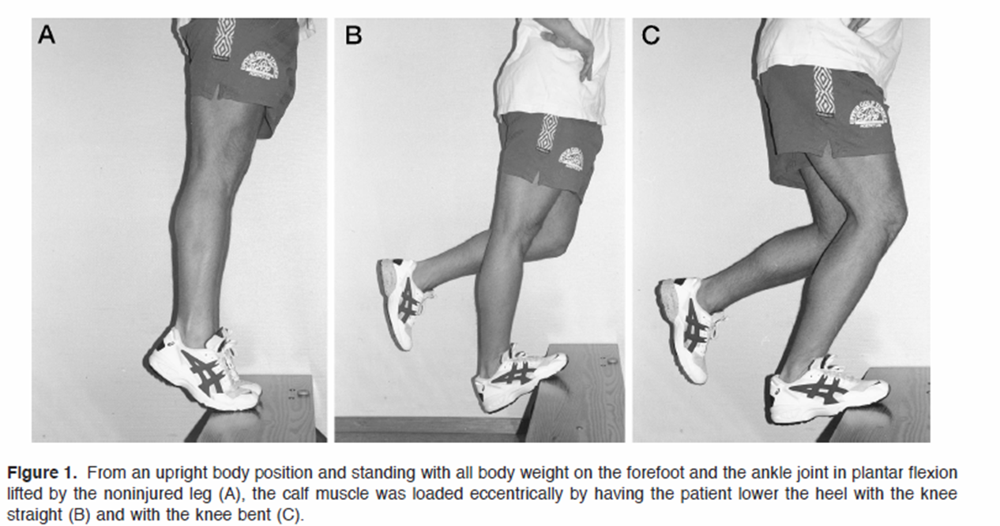 A
B
C
Figure 1. From an upright body position and standing with all body weight on the forefoot and the ankle joint in plantar flexion
lifted by the noninjured leg (A), the calf muscle was loaded eccentrically by having the patient lower the heel with the knee
straight (B) and with the knee bent (C).